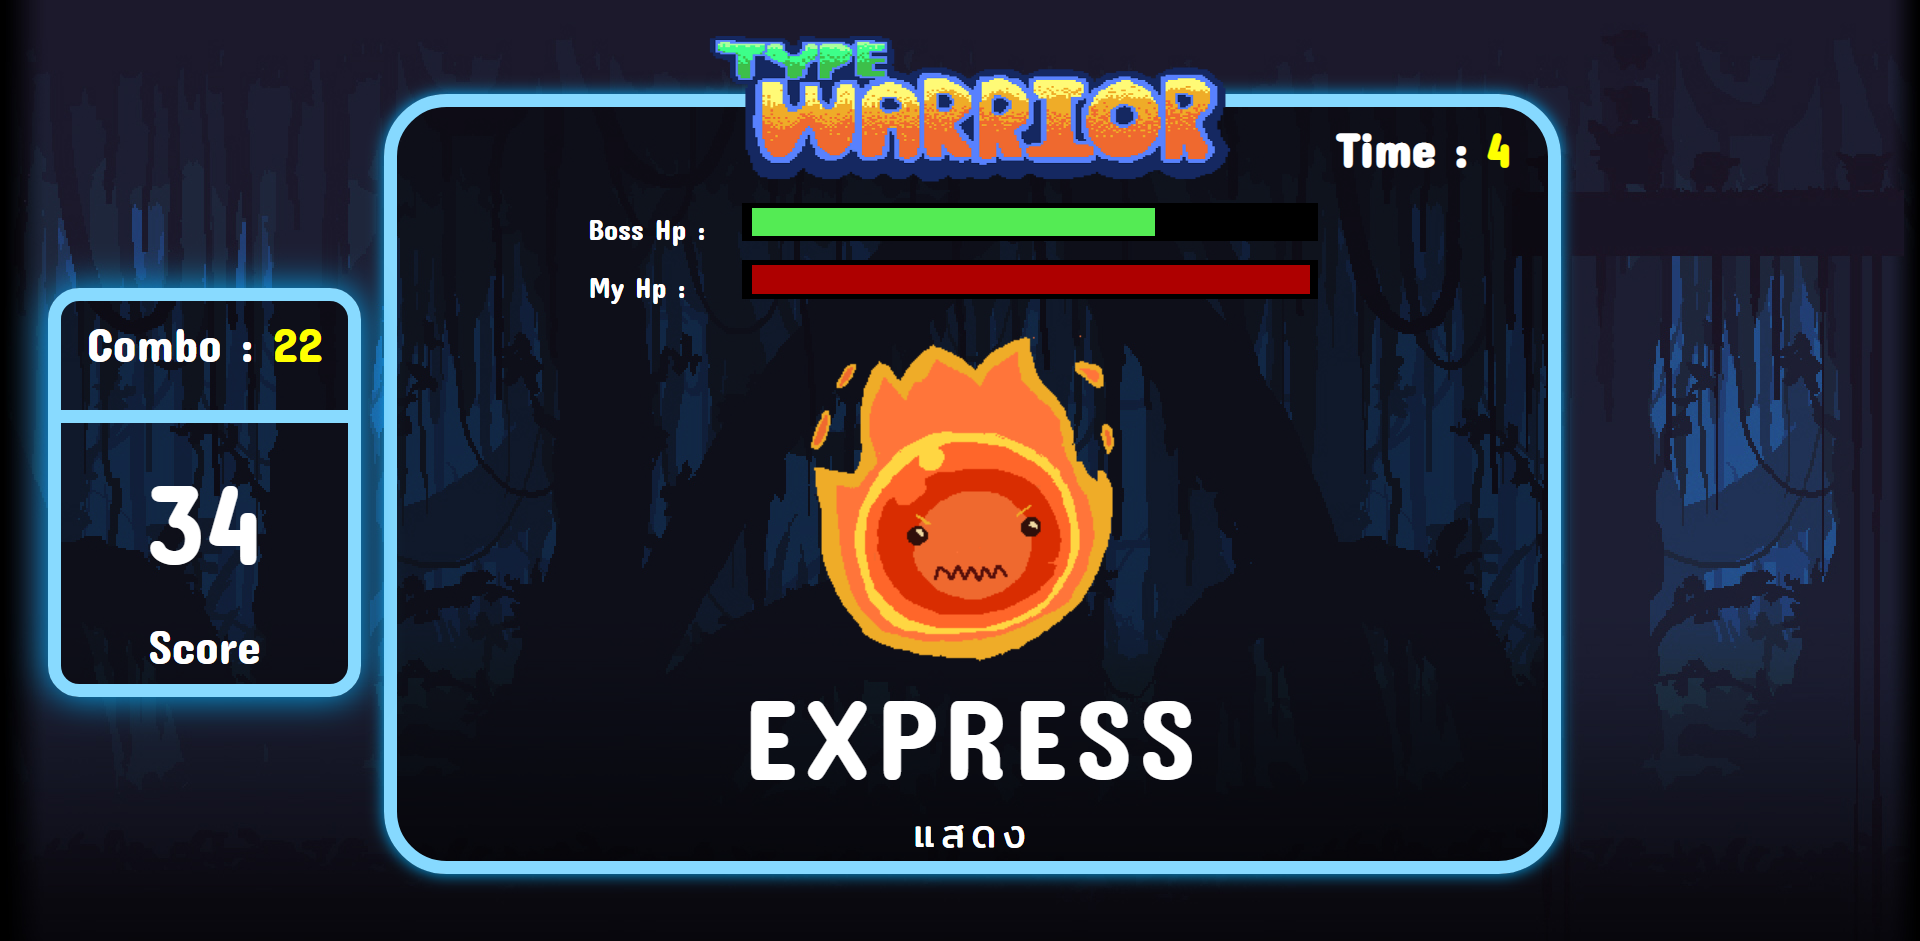 TYPE
WARRIOR
Time : 4
Boss Hp :
My Hp :
Combo : 22
34
Score
EXPRESS
แสดง